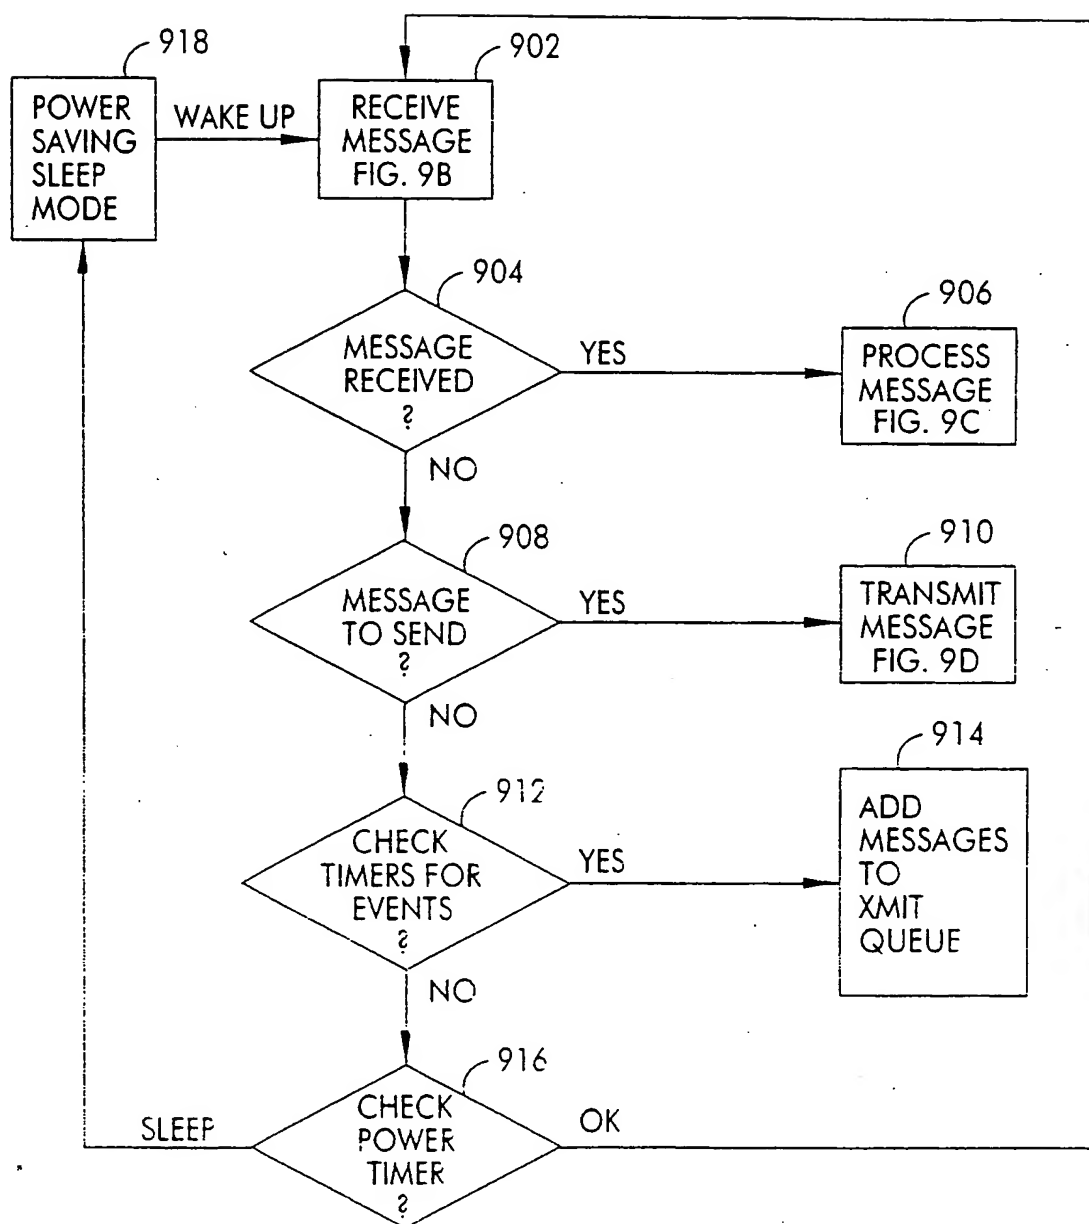 918
POWER
SAVING
SLEEP
MODE
WAKE UP
902
RECEIVE
MESSAGE
FIG. 9B
904
MESSAGE
RECEIVED
?
YES
906
PROCESS
MESSAGE
FIG. 9C
NO
908
MESSAGE
TO SEND
?
YES
910
TRANSMIT
MESSAGE
FIG. 9D
NO
912
CHECK
TIMERS FOR
EVENTS
?
YES
914
ADD
MESSAGES
TO
XMIT
QUEUE
NO
916
CHECK
POWER
TIMER
?
SLEEP
OK